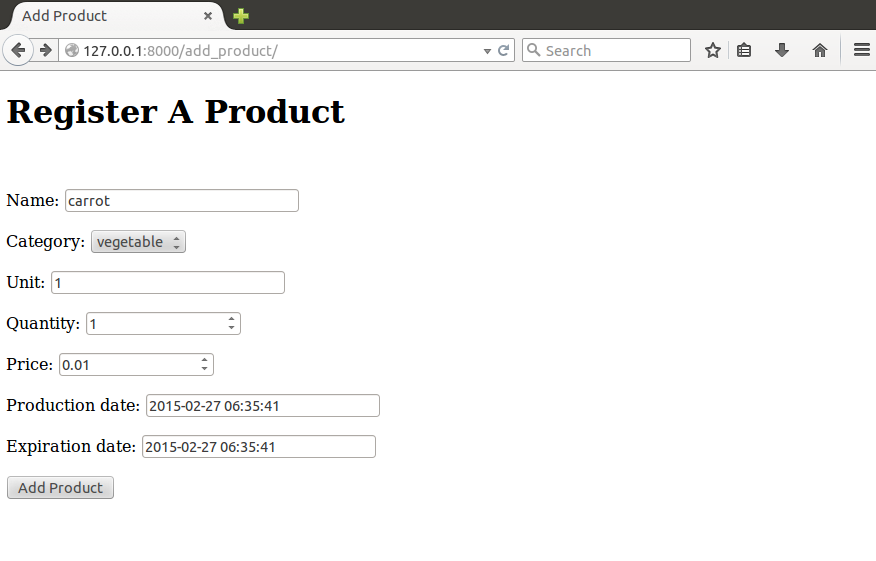 Add Product
127.0.0.1:8000/add_product/
Search
Register A Product
Name: carrot
Category: vegetable
Unit: 1
Quantity: 1
Price: 0.01
Production date: 2015-02-27 06:35:41
Expiration date: 2015-02-27 06:35:41
Add Product